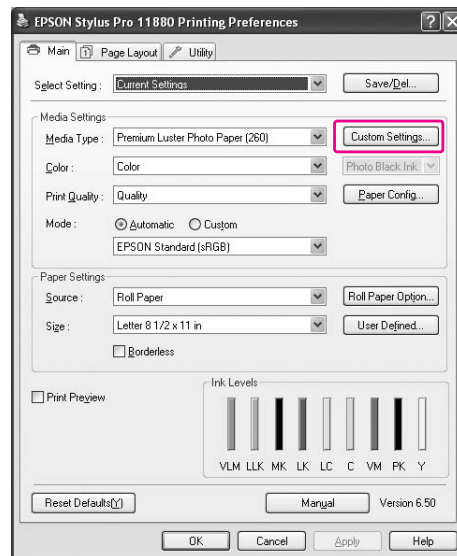 EPSON Stylus Pro 11880 Printing Preferences
Main Page Layout Utility
Select Setting : Current Settings Save/Del...
Media Settings
Media Type : Premium Luster Photo Paper (260) Custom Settings...
Color : Color Photo Black Ink
Print Quality : Quality Paper Config...
Mode : Automatic Custom
EPSON Standard (sRGB)
Paper Settings
Source : Roll Paper Roll Paper Option...
Size : Letter 8 1/2 x 11 in User Defined...
Borderless
Print Preview
Ink Levels
VLM LLK MK LK LC C VM PK Y
Reset Defaults(Y) Manual Version 6.50
OK Cancel Apply Help